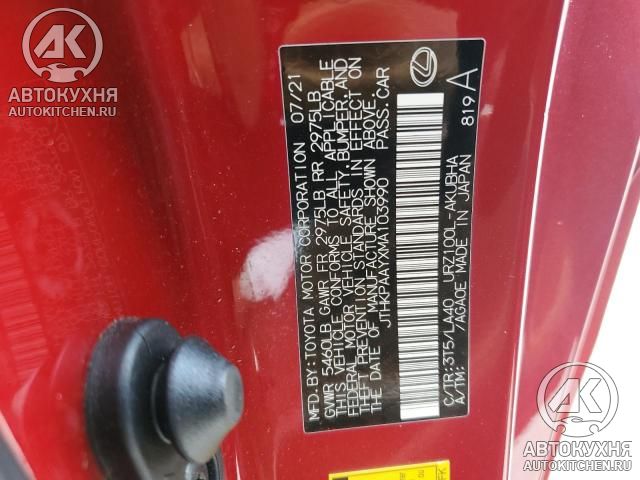 АК
АВТОКУХНЯ
AUTOKITCHEN.RU
MFD. BY: TOYOTA MOTOR CORPORATION 07/21
GVWR 5460LB GAWR FR 2975LB RR 2975LB
THIS VEHICLE CONFORMS TO ALL APPLICABLE
FEDERAL MOTOR VEHICLE SAFETY, BUMPER, AND
THEFT PREVENTION STANDARDS IN EFFECT ON
THE DATE OF MANUFACTURE SHOWN ABOVE.
JTHKPAAYXMA103990 PASS. CAR
C/TR: 3T5/LA40 URZ100L-AKUBHA
A/TM: /AGA0E MADE IN JAPAN
819 A
АК
АВТОКУХНЯ
AUTOKITCHEN.RU